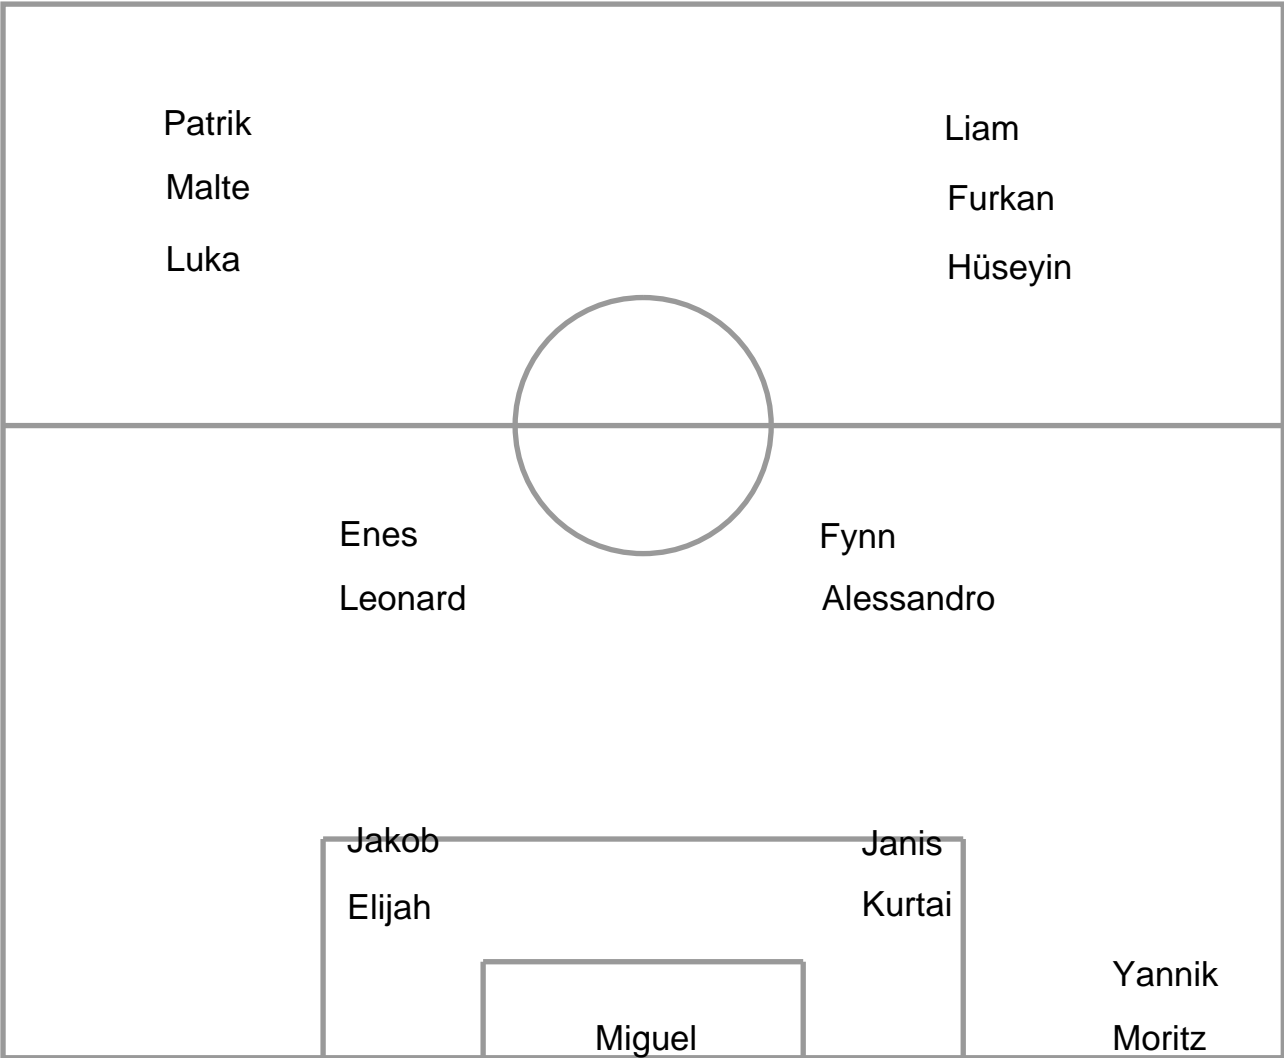 Patrik
Liam
Malte
Furkan
Luka
Hüseyin
Enes
Fynn
Leonard
Alessandro
Jakob
Janis
Elijah
Kurtai
Yannik
Miguel
Moritz